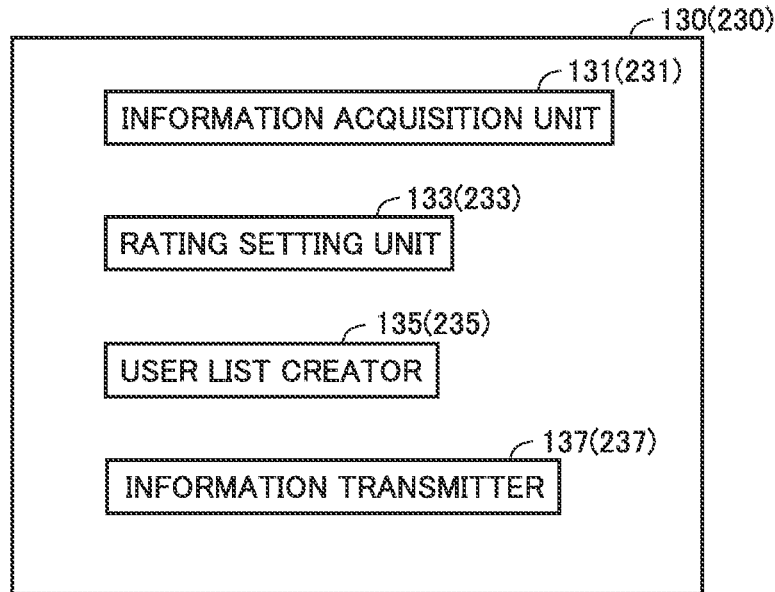 130(230)
131(231)
INFORMATION ACQUISITION UNIT
133(233)
RATING SETTING UNIT
135(235)
USER LIST CREATOR
137(237)
INFORMATION TRANSMITTER